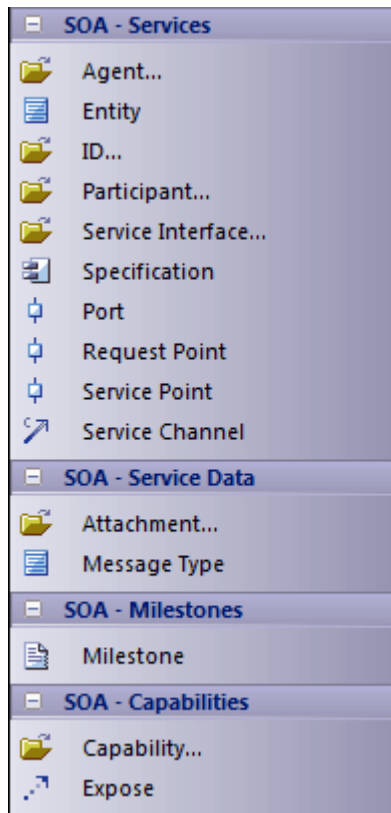 SOA - Services
Agent...
Entity
ID...
Participant...
Service Interface...
Specification
Port
Request Point
Service Point
Service Channel
SOA - Service Data
Attachment...
Message Type
SOA - Milestones
Milestone
SOA - Capabilities
Capability...
Expose